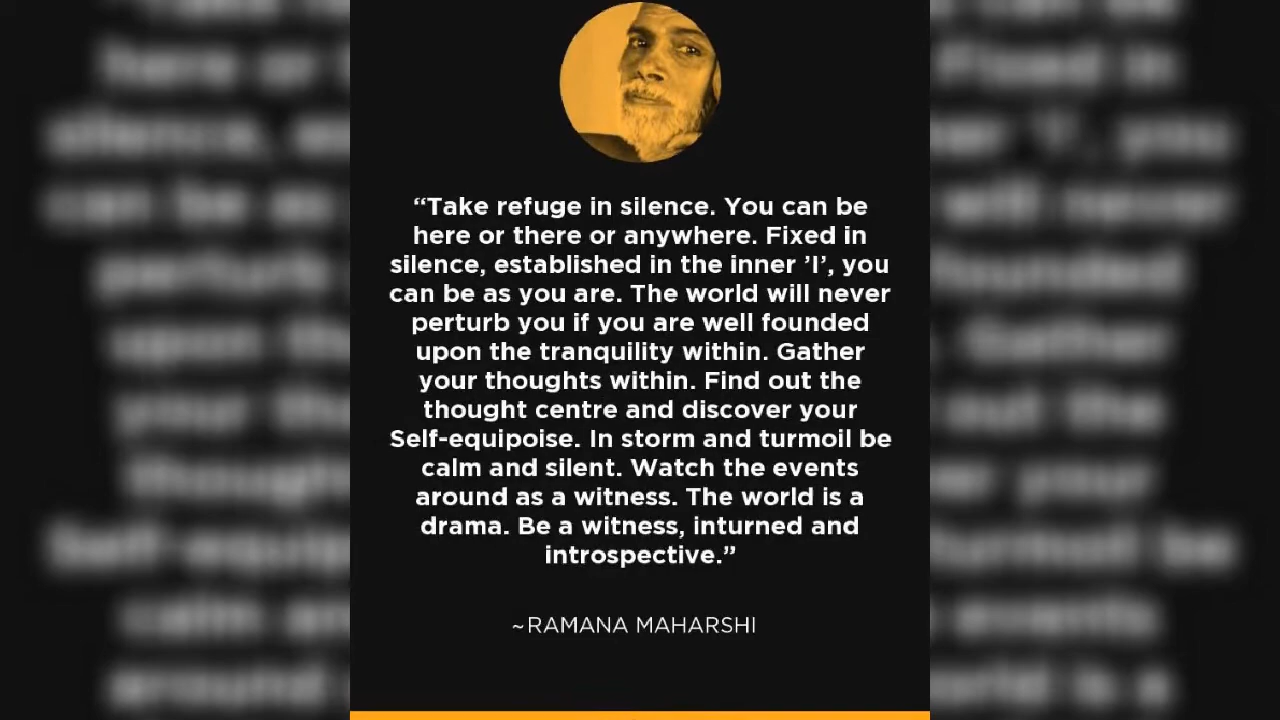 “Take refuge in silence. You can be
here or there or anywhere. Fixed in
silence, established in the inner ’I’, you
can be as you are. The world will never
perturb you if you are well founded
upon the tranquility within. Gather
your thoughts within. Find out the
thought centre and discover your
Self-equipoise. In storm and turmoil be
calm and silent. Watch the events
around as a witness. The world is a
drama. Be a witness, inturned and
introspective.”
~RAMANA MAHARSHI